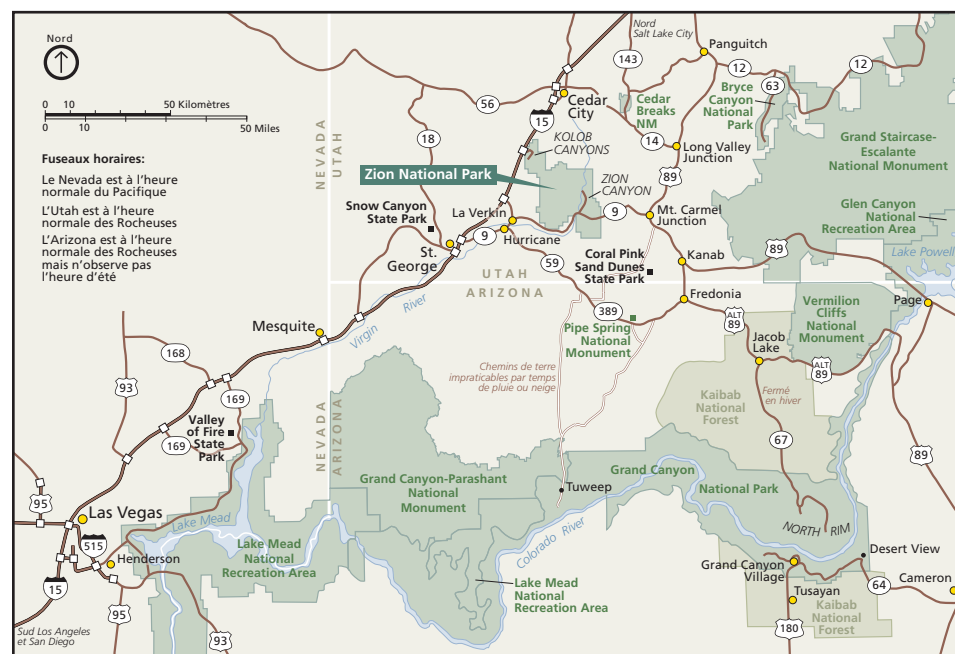 Nord
0 10 50 Kilomètres
0 10 50 Miles
Fuseaux horaires:
Le Nevada est à l'heure
normale du Pacifique
L'Utah est à l'heure
normale des Rocheuses
L'Arizona est à l'heure
normale des Rocheuses
mais n'observe pas
l'heure d'été
Nord
Salt Lake City
143
Panguitch
12
63
12
Bryce
Canyon
National
Park
56
Cedar
City
15
Cedar
Breaks
NM
14
Long Valley
Junction
89
Grand Staircase-
Escalante
National Monument
18
NEVADA
UTAH
KOLOB
CANYONS
Zion National Park
ZION
CANYON
9
Mt. Carmel
Junction
Glen Canyon
National
Recreation Area
Snow Canyon
State Park
La Verkin
Hurricane
9
St.
George
59
Coral Pink
Sand Dunes
State Park
Kanab
89
Lake Powell
UTAH
ARIZONA
Fredonia
Page
Virgin River
389
Pipe Spring
National
Monument
ALT
89
Vermilion
Cliffs
National
Monument
Mesquite
Jacob
Lake
ALT
89
168
93
169
Chemins de terre
impraticables par temps
de pluie ou neige
Fermé
en hiver
Kaibab
National
Forest
Valley
of Fire
State
Park
169
NEVADA
ARIZONA
67
89
Grand Canyon-Parashant
National
Monument
Grand Canyon
National Park
Tuweep
95
Las Vegas
515
Lake Mead
Henderson
Lake Mead
National
Recreation Area
Colorado River
NORTH RIM
Desert View
Grand Canyon
Village
64
Cameron
Lake Mead
National
Recreation Area
Tusayan
Kaibab
National
Forest
15
95
93
180
Sud Los Angeles
et San Diego